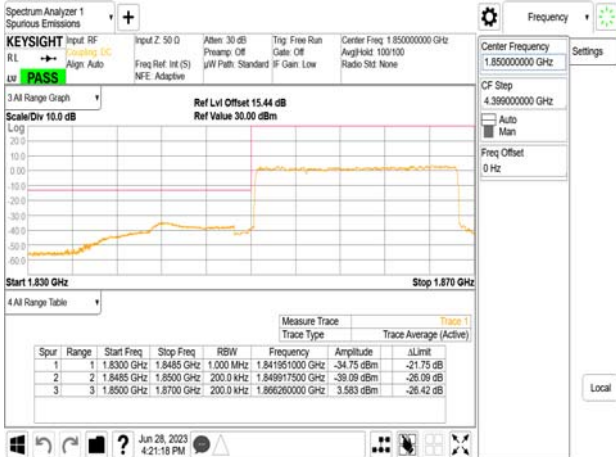 Spectrum Analyzer 1
Spurious Emissions
Frequency
KEYSIGHT Input: RF
Coupling: DC
Align: Auto
RL
LV PASS
Input Z: 50 Ω
Freq Ref: Int (S)
NFE: Adaptive
Atten: 30 dB
Preamp: Off
µW Path: Standard
Trig: Free Run
Gate: Off
IF Gain: Low
Center Freq: 1.850000000 GHz
Avg|Hold: 100/100
Radio Std: None
Center Frequency
1.850000000 GHz
Settings
CF Step
4.399000000 GHz
Auto
Man
Freq Offset
0 Hz
Local
3 All Range Graph
Scale/Div 10.0 dB
Ref Lvl Offset 15.44 dB
Ref Value 30.00 dBm
Log
20.0
10.0
0.00
-10.0
-20.0
-30.0
-40.0
-50.0
-60.0
Start 1.830 GHz
Stop 1.870 GHz
4 All Range Table
Measure Trace Trace 1
Trace Type Trace Average (Active)
Spur Range Start Freq Stop Freq RBW Frequency Amplitude ΔLimit
1 1 1.8300 GHz 1.8485 GHz 1.000 MHz 1.841951000 GHz -34.75 dBm -21.75 dB
2 2 1.8485 GHz 1.8500 GHz 200.0 kHz 1.849917500 GHz -39.09 dBm -26.09 dB
3 3 1.8500 GHz 1.8700 GHz 200.0 kHz 1.866260000 GHz 3.583 dBm -26.42 dB
?
Jun 28, 2023
4:21:18 PM